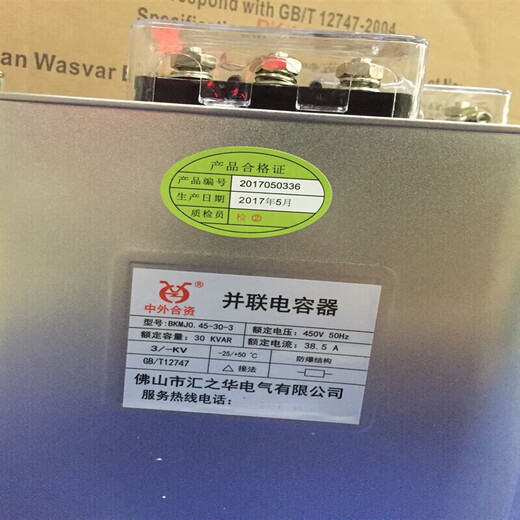 spond with GB/T 12747-2004
Specification
an Wasvar E
产品合格证
产品编号 2017050336
生产日期 2017年5月
质检员 检
®
中外合资
并联电容器
型号:BKMJ0.45-30-3 额定电压: 450V 50Hz
额定容量: 30 KVAR 额定电流: 38.5 A
3/-KV -25/+50℃ 防爆结构
GB/T12747 △ 接法
佛山市汇之华电气有限公司
服务热线电话: